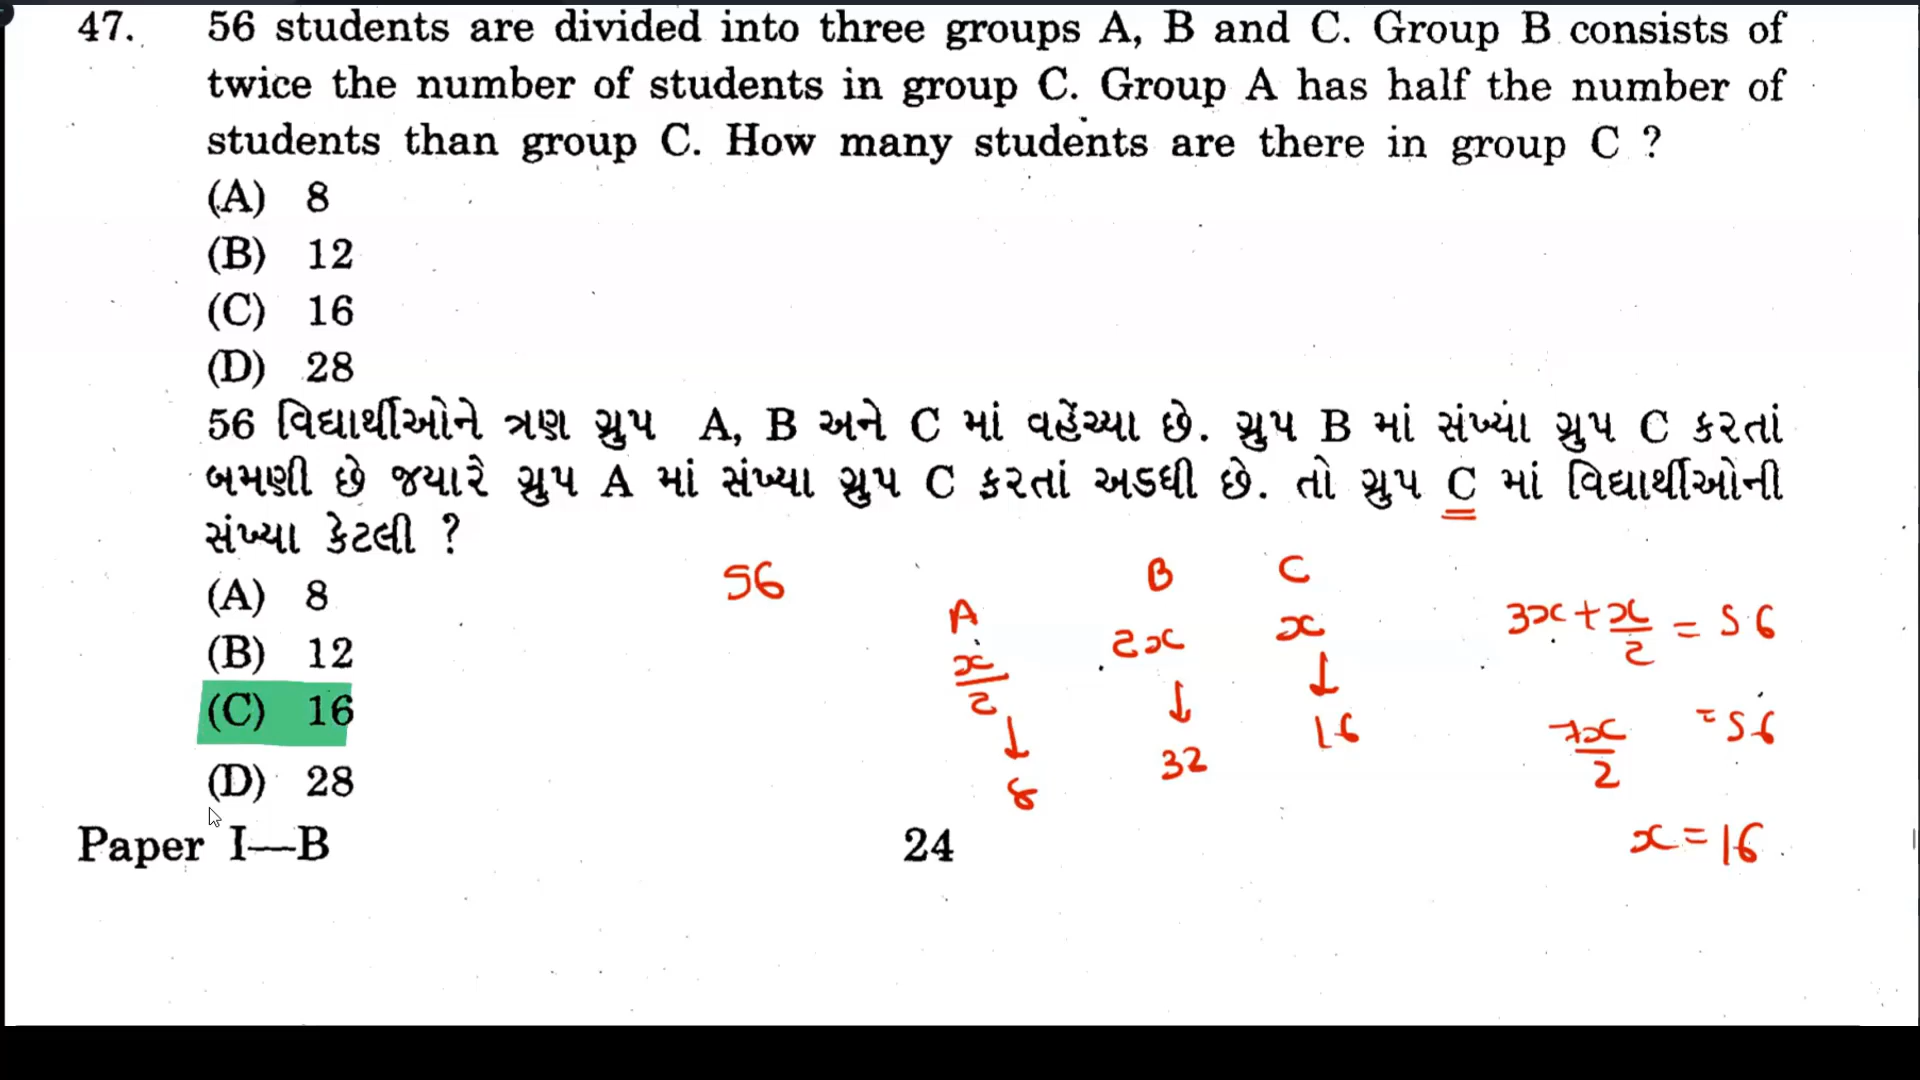 47. 56 students are divided into three groups A, B and C. Group B consists of
twice the number of students in group C. Group A has half the number of
students than group C. How many students are there in group C ?
(A) 8
(B) 12
(C) 16
(D) 28
56 વિદ્યાર્થીઓને ત્રણ ગ્રુપ A, B અને C માં વહેંચ્યા છે. ગ્રુપ B માં સંખ્યા ગ્રુપ C કરતાં
બમણી છે જયારે ગ્રુપ A માં સંખ્યા ગ્રુપ C કરતાં અડધી છે. તો ગ્રુપ C માં વિદ્યાર્થીઓની
સંખ્યા કેટલી ?
(A) 8
(B) 12
(C) 16
(D) 28
56
A B C
x/2 2x x
↓ ↓ ↓
8 32 16
3x + x/2 = 56
7x/2 = 56
x = 16
Paper I—B 24